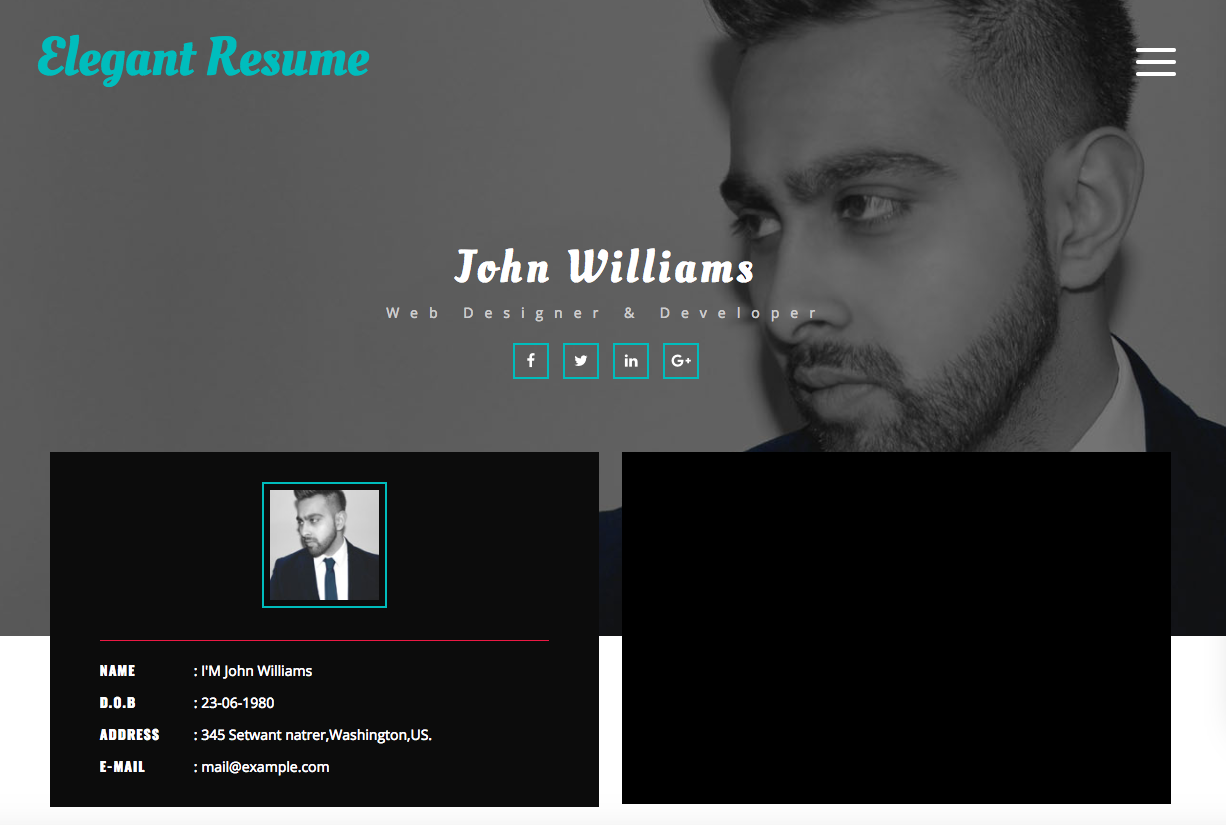 Elegant Resume
John Williams
Web Designer & Developer
f in G+
NAME : I'M John Williams
D.O.B : 23-06-1980
ADDRESS : 345 Setwant natrer,Washington,US.
E-MAIL : mail@example.com